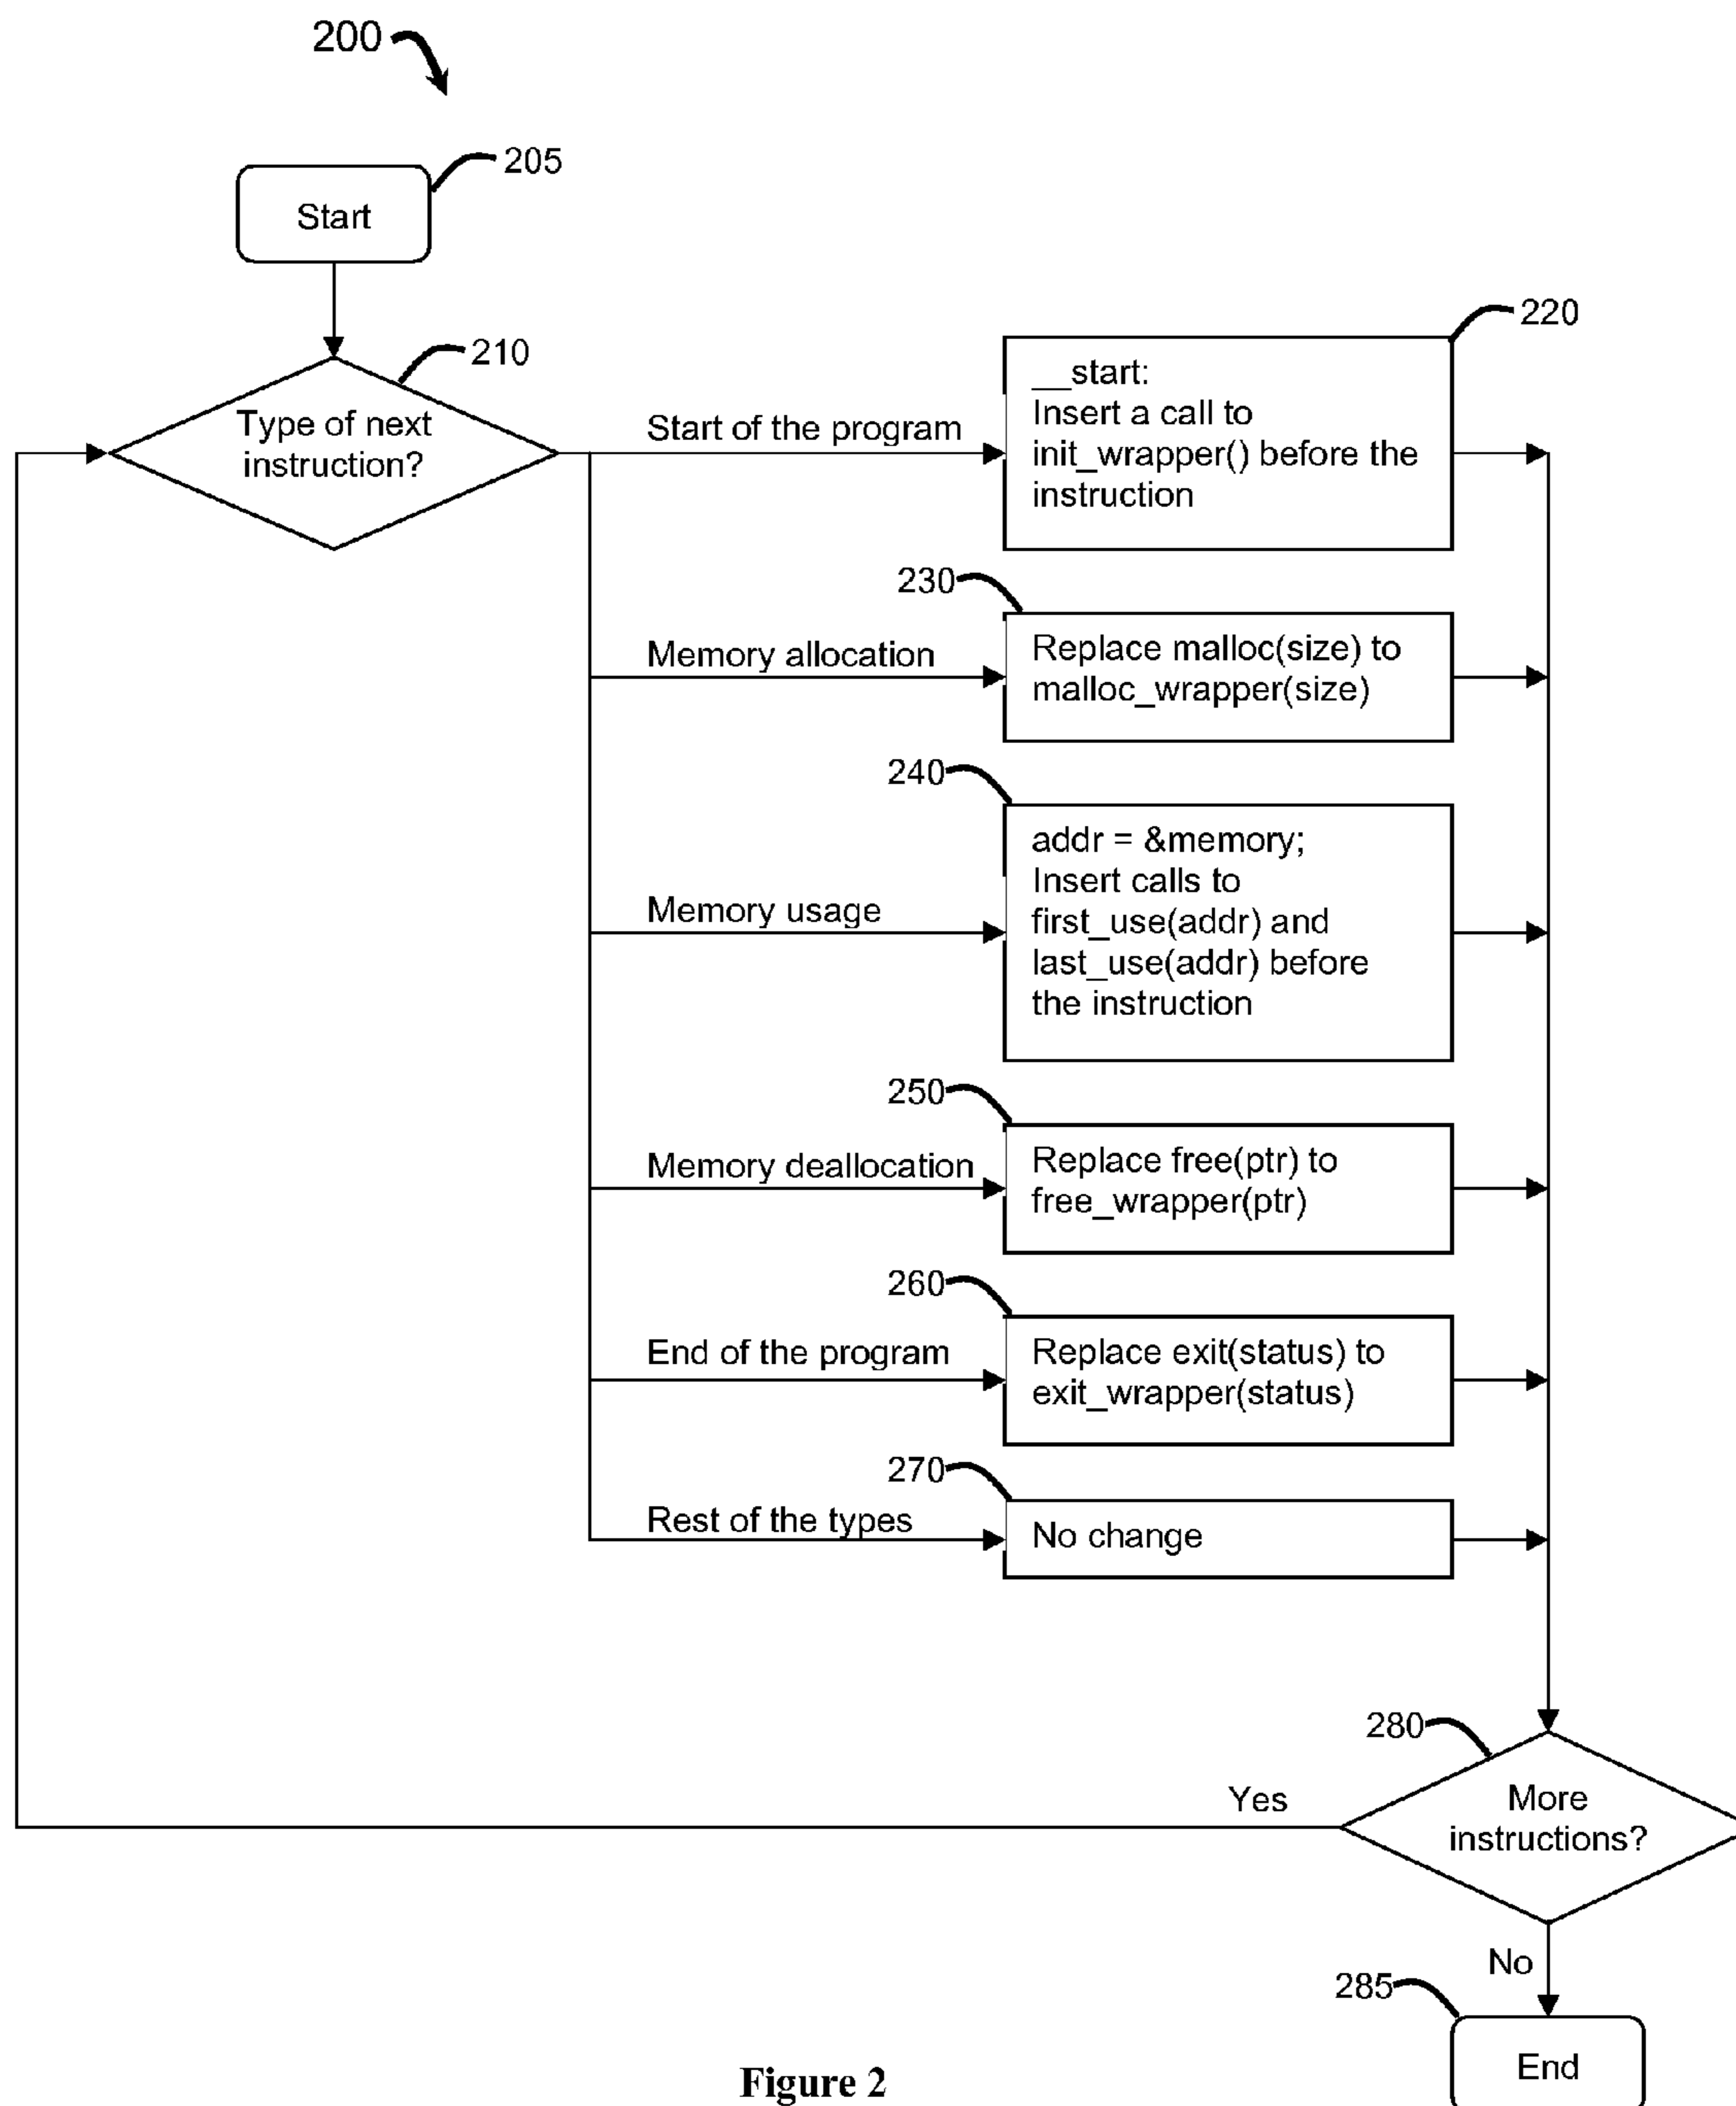 200
205
Start
210
Type of next
instruction?
Start of the program
220
__start:
Insert a call to
init_wrapper() before the
instruction
230
Memory allocation
Replace malloc(size) to
malloc_wrapper(size)
240
Memory usage
addr = &memory;
Insert calls to
first_use(addr) and
last_use(addr) before
the instruction
250
Memory deallocation
Replace free(ptr) to
free_wrapper(ptr)
260
End of the program
Replace exit(status) to
exit_wrapper(status)
270
Rest of the types
No change
280
Yes
More
instructions?
No
285
End
Figure 2